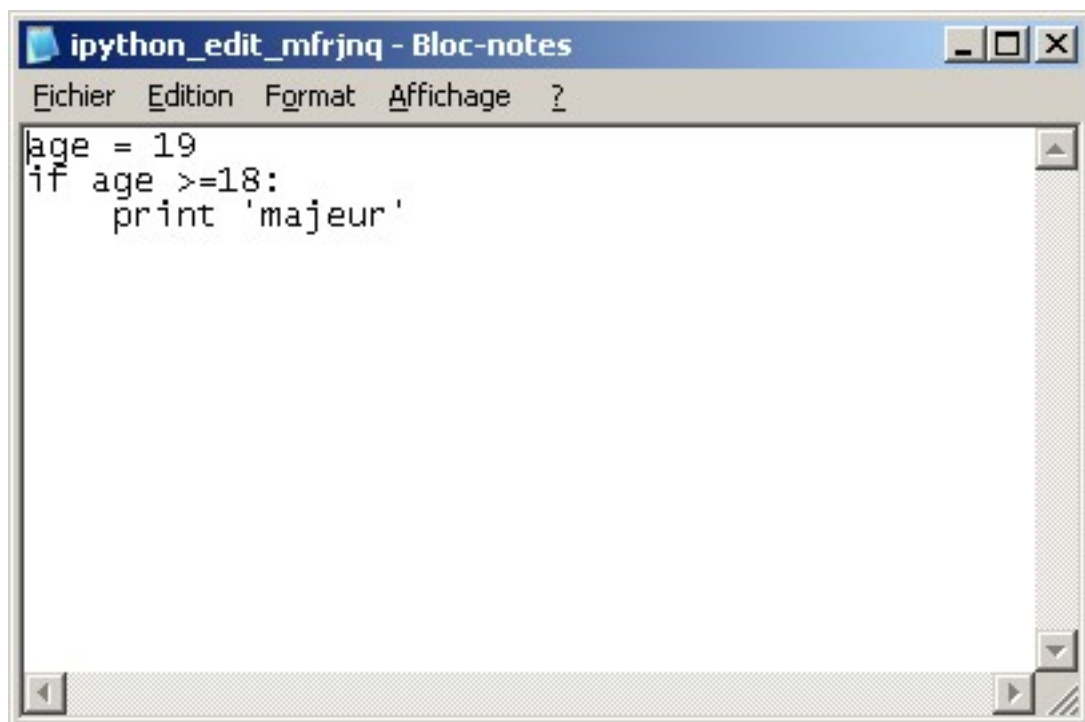 ipython_edit_mfrjnq - Bloc-notes
Fichier Edition Format Affichage ?
age = 19
if age >=18:
    print 'majeur'